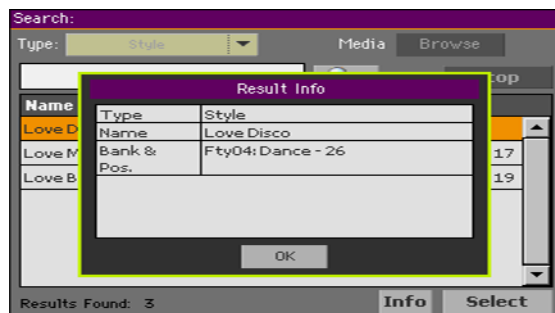 Search:
Type: Style Media Browse
Result Info
Name
Type Style
Love D
Name Love Disco
Love M Bank & Fty04: Dance - 26 17
Pos.
Love B 19
OK
Results Found: 3 Info Select